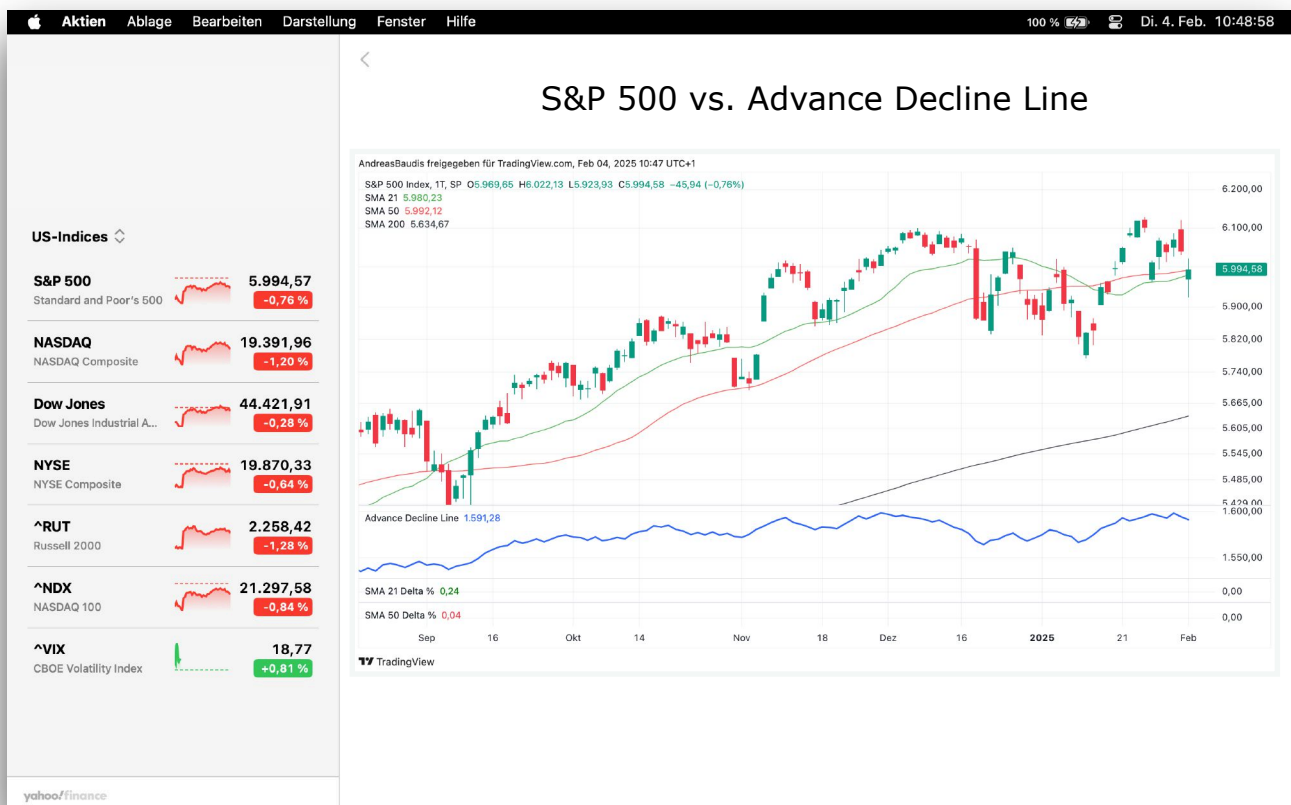 Aktien Ablage Bearbeiten Darstellung Fenster Hilfe 100 % Di. 4. Feb. 10:48:58
US-Indices
S&P 500 5.994,57
Standard and Poor's 500 -0,76 %
NASDAQ 19.391,96
NASDAQ Composite -1,20 %
Dow Jones 44.421,91
Dow Jones Industrial A... -0,28 %
NYSE 19.870,33
NYSE Composite -0,64 %
^RUT 2.258,42
Russell 2000 -1,28 %
^NDX 21.297,58
NASDAQ 100 -0,84 %
^VIX 18,77
CBOE Volatility Index +0,81 %
yahoo!finance
S&P 500 vs. Advance Decline Line
AndreasBaudis freigegeben für TradingView.com, Feb 04, 2025 10:47 UTC+1
S&P 500 Index, 1T, SP O5.969,65 H6.022,13 L5.923,93 C5.994,58 −45,94 (−0,76%)
SMA 21 5.980,23
SMA 50 5.992,12
SMA 200 5.634,67
6.200,00
6.100,00
5.994,58
5.900,00
5.820,00
5.740,00
5.665,00
5.605,00
5.545,00
5.485,00
5.429,00
Advance Decline Line 1.591,28
1.600,00
1.550,00
SMA 21 Delta % 0,24 0,00
SMA 50 Delta % 0,04 0,00
Sep 16 Okt 14 Nov 18 Dez 16 2025 21 Feb
TradingView